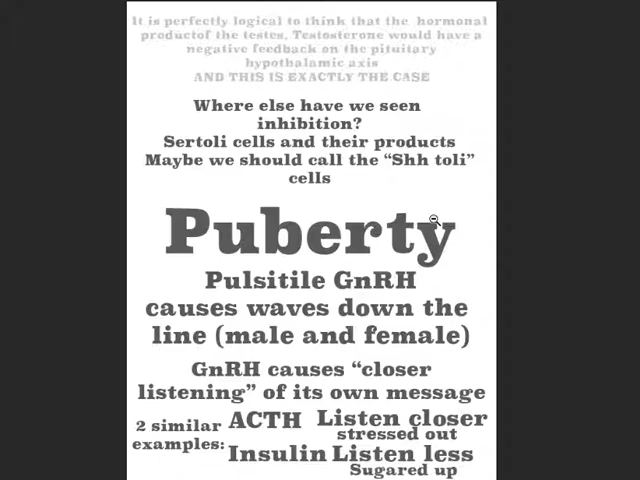 It is perfectly logical to think that the hormonal
productof the testes, Testosterone would have a
negative feedback on the pituitary
hypothalamic axis
AND THIS IS EXACTLY THE CASE
Where else have we seen
inhibition?
Sertoli cells and their products
Maybe we should call the “Shh toli”
cells
Puberty
Pulsitile GnRH
causes waves down the
line (male and female)
GnRH causes “closer
listening” of its own message
2 similar
examples:
ACTH Listen closer
stressed out
Insulin Listen less
Sugared up